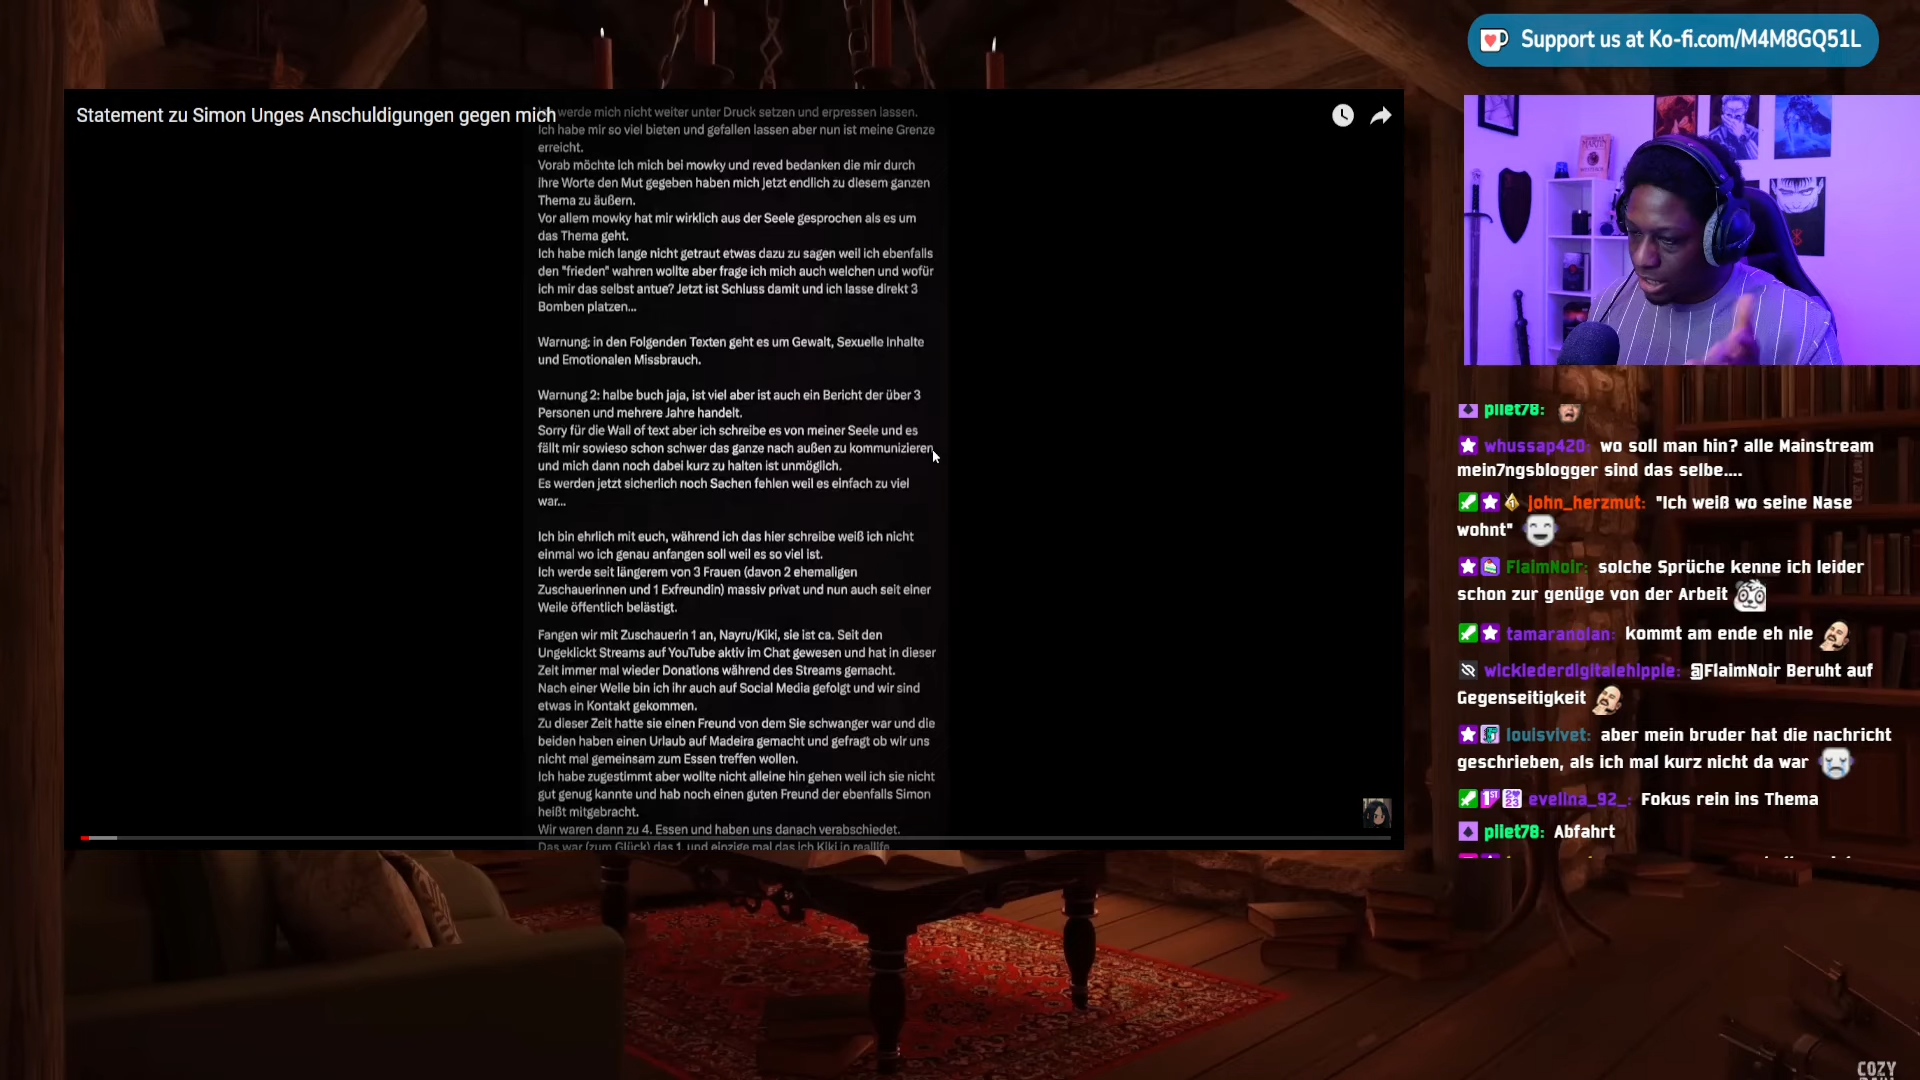 Support us at Ko-fi.com/M4M8GQ51L
Statement zu Simon Unges Anschuldigungen gegen mich
werde mich nicht weiter unter Druck setzen und erpressen lassen.
Ich habe mir so viel bieten und gefallen lassen aber nun ist meine Grenze
erreicht.
Vorab möchte ich mich bei mowky und reved bedanken die mir durch
ihre Worte den Mut gegeben haben mich jetzt endlich zu diesem ganzen
Thema zu äußern.
Vor allem mowky hat mir wirklich aus der Seele gesprochen als es um
das Thema geht.
Ich habe mich lange nicht getraut etwas dazu zu sagen weil ich ebenfalls
den "frieden" wahren wollte aber frage ich mich auch welchen und wofür
ich mir das selbst antue? Jetzt ist Schluss damit und ich lasse direkt 3
Bomben platzen...
Warnung: in den Folgenden Texten geht es um Gewalt, Sexuelle Inhalte
und Emotionalen Missbrauch.
Warnung 2: halbe buch jaja, ist viel aber ist auch ein Bericht der über 3
Personen und mehrere Jahre handelt.
Sorry für die Wall of text aber ich schreibe es von meiner Seele und es
fällt mir sowieso schon schwer das ganze nach außen zu kommunizieren
und mich dann noch dabei kurz zu halten ist unmöglich.
Es werden jetzt sicherlich noch Sachen fehlen weil es einfach zu viel
war...
Ich bin ehrlich mit euch, während ich das hier schreibe weiß ich nicht
einmal wo ich genau anfangen soll weil es so viel ist.
Ich werde seit längerem von 3 Frauen (davon 2 ehemaligen
Zuschauerinnen und 1 Exfreundin) massiv privat und nun auch seit einer
Weile öffentlich belästigt.
Fangen wir mit Zuschauerin 1 an, Nayru/Kiki, sie ist ca. Seit den
Ungeklickt Streams auf YouTube aktiv im Chat gewesen und hat in dieser
Zeit immer mal wieder Donations während des Streams gemacht.
Nach einer Weile bin ich ihr auch auf Social Media gefolgt und wir sind
etwas in Kontakt gekommen.
Zu dieser Zeit hatte sie einen Freund von dem Sie schwanger war und die
beiden haben einen Urlaub auf Madeira gemacht und gefragt ob wir uns
nicht mal gemeinsam zum Essen treffen wollen.
Ich habe zugestimmt aber wollte nicht alleine hin gehen weil ich sie nicht
gut genug kannte und hab noch einen guten Freund der ebenfalls Simon
heißt mitgebracht.
Wir waren dann zu 4. Essen und haben uns danach verabschiedet.
Das war (zum Glück) das 1. und einzige mal das ich Kiki in reallife
pilet78:
whussap420: wo soll man hin? alle Mainstream
mein7ngsblogger sind das selbe....
john_herzmut: "Ich weiß wo seine Nase
wohnt"
FlaimNoir: solche Sprüche kenne ich leider
schon zur genüge von der Arbeit
tamaranolan: kommt am ende eh nie
wickiederdigitalehippie: @FlaimNoir Beruht auf
Gegenseitigkeit
louisvivet: aber mein bruder hat die nachricht
geschrieben, als ich mal kurz nicht da war
evelina_92_: Fokus rein ins Thema
pilet78: Abfahrt
COZY